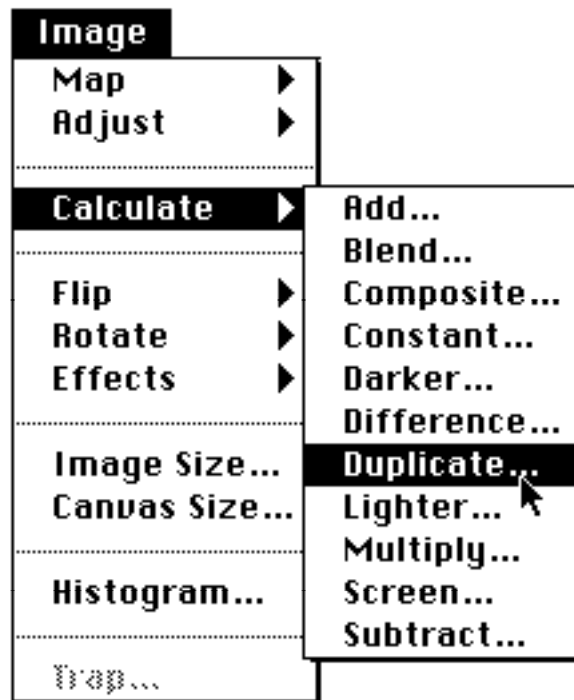 Image
Map
Adjust
Calculate
Flip
Rotate
Effects
Image Size...
Canvas Size...
Histogram...
Trap...
Add...
Blend...
Composite...
Constant...
Darker...
Difference...
Duplicate...
Lighter...
Multiply...
Screen...
Subtract...